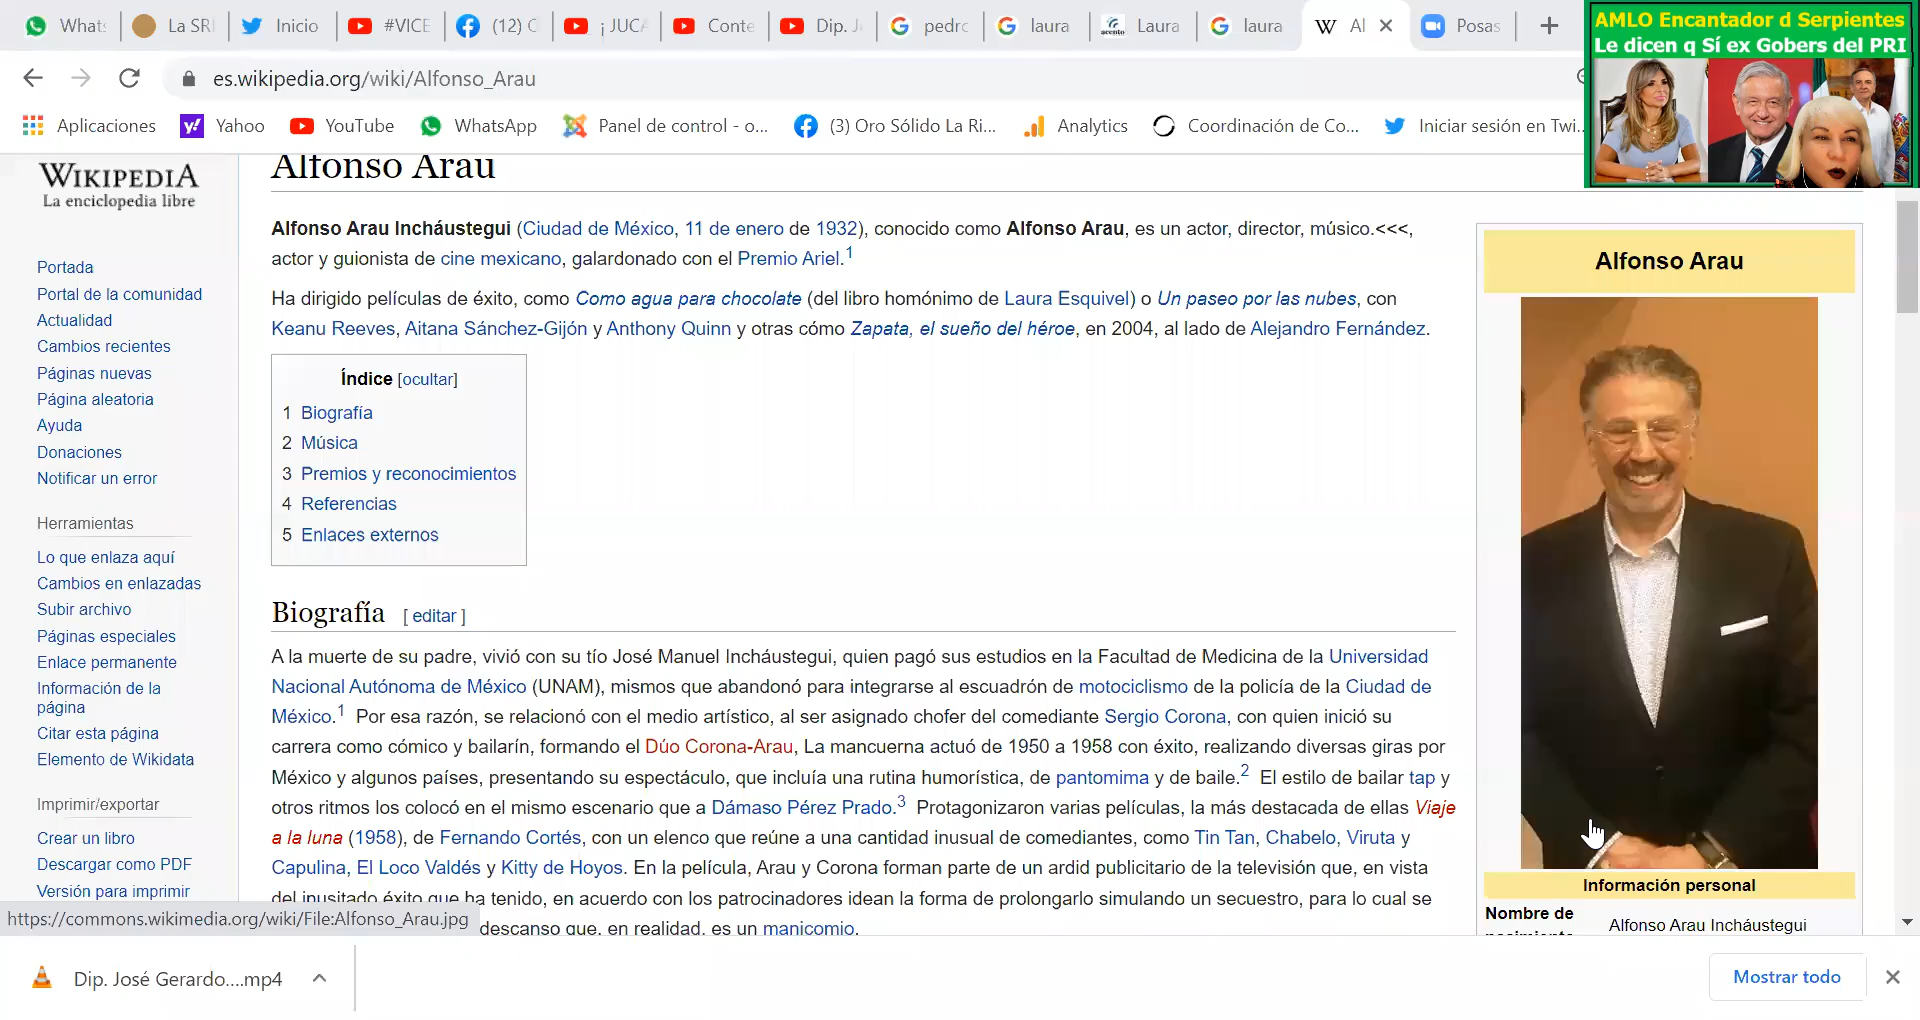 Whats
La SRI
Inicio
#VICE
(12) O
¡ JUCA
Conte
Dip. J
pedro
laura
Laura
laura
Al
Posas
es.wikipedia.org/wiki/Alfonso_Arau
Aplicaciones
Yahoo
YouTube
WhatsApp
Panel de control - o...
(3) Oro Sólido La Ri...
Analytics
Coordinación de Co...
Iniciar sesión en Twi...
AMLO Encantador d Serpientes
Le dicen q Sí ex Gobers del PRI
WIKIPEDIA
La enciclopedia libre
Portada
Portal de la comunidad
Actualidad
Cambios recientes
Páginas nuevas
Página aleatoria
Ayuda
Donaciones
Notificar un error
Herramientas
Lo que enlaza aquí
Cambios en enlazadas
Subir archivo
Páginas especiales
Enlace permanente
Información de la
página
Citar esta página
Elemento de Wikidata
Imprimir/exportar
Crear un libro
Descargar como PDF
Versión para imprimir
Alfonso Arau
Alfonso Arau Incháustegui (Ciudad de México, 11 de enero de 1932), conocido como Alfonso Arau, es un actor, director, músico.<<<,
actor y guionista de cine mexicano, galardonado con el Premio Ariel.1
Ha dirigido películas de éxito, como Como agua para chocolate (del libro homónimo de Laura Esquivel) o Un paseo por las nubes, con
Keanu Reeves, Aitana Sánchez-Gijón y Anthony Quinn y otras cómo Zapata, el sueño del héroe, en 2004, al lado de Alejandro Fernández.
Índice [ocultar]
1 Biografía
2 Música
3 Premios y reconocimientos
4 Referencias
5 Enlaces externos
Biografía [ editar ]
A la muerte de su padre, vivió con su tío José Manuel Incháustegui, quien pagó sus estudios en la Facultad de Medicina de la Universidad
Nacional Autónoma de México (UNAM), mismos que abandonó para integrarse al escuadrón de motociclismo de la policía de la Ciudad de
México.1 Por esa razón, se relacionó con el medio artístico, al ser asignado chofer del comediante Sergio Corona, con quien inició su
carrera como cómico y bailarín, formando el Dúo Corona-Arau, La mancuerna actuó de 1950 a 1958 con éxito, realizando diversas giras por
México y algunos países, presentando su espectáculo, que incluía una rutina humorística, de pantomima y de baile.2 El estilo de bailar tap y
otros ritmos los colocó en el mismo escenario que a Dámaso Pérez Prado.3 Protagonizaron varias películas, la más destacada de ellas Viaje
a la luna (1958), de Fernando Cortés, con un elenco que reúne a una cantidad inusual de comediantes, como Tin Tan, Chabelo, Viruta y
Capulina, El Loco Valdés y Kitty de Hoyos. En la película, Arau y Corona forman parte de un ardid publicitario de la televisión que, en vista
del inusitado éxito que ha tenido, en acuerdo con los patrocinadores idean la forma de prolongarlo simulando un secuestro, para lo cual se
descanso que, en realidad, es un manicomio.
Alfonso Arau
Información personal
Nombre de
nacimiento
Alfonso Arau Incháustegui
https://commons.wikimedia.org/wiki/File:Alfonso_Arau.jpg
Dip. José Gerardo....mp4
Mostrar todo